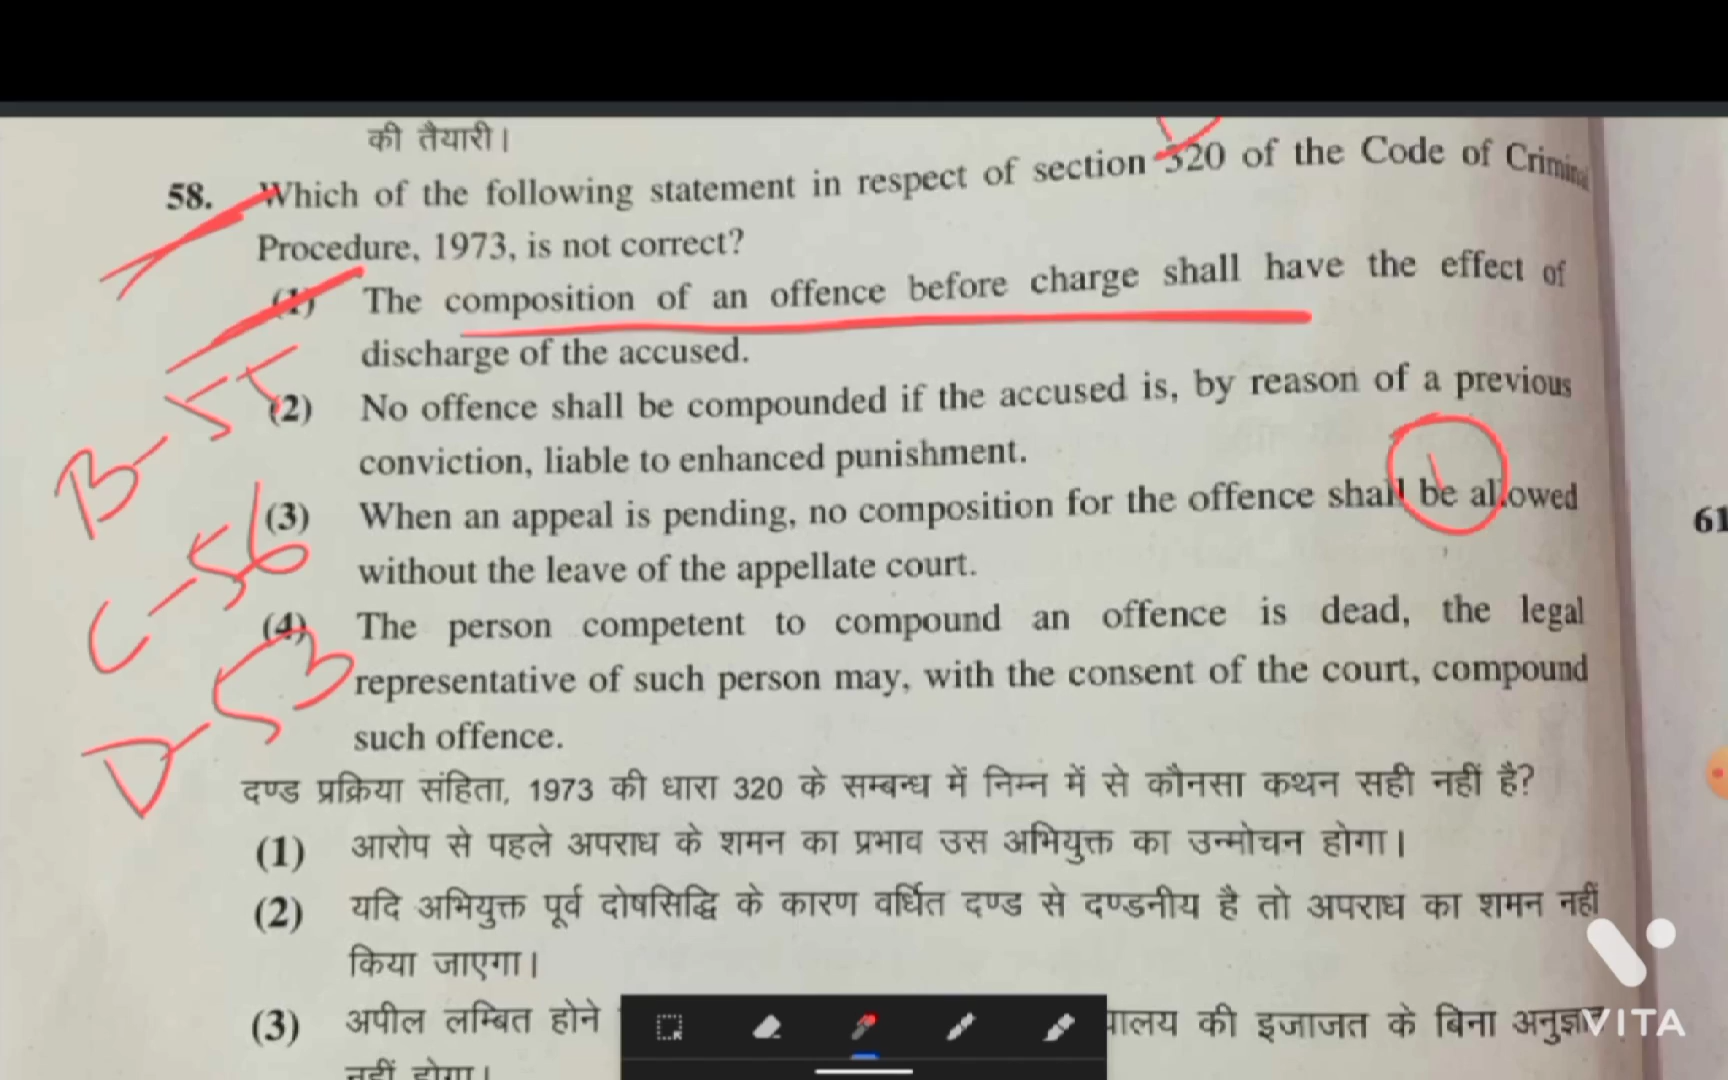 की तैयारी।
58. Which of the following statement in respect of section 320 of the Code of Criminal
Procedure, 1973, is not correct?
(1) The composition of an offence before charge shall have the effect of
discharge of the accused.
(2) No offence shall be compounded if the accused is, by reason of a previous
conviction, liable to enhanced punishment.
(3) When an appeal is pending, no composition for the offence shall be allowed
without the leave of the appellate court.
(4) The person competent to compound an offence is dead, the legal
representative of such person may, with the consent of the court, compound
such offence.
दण्ड प्रक्रिया संहिता, 1973 की धारा 320 के सम्बन्ध में निम्न में से कौनसा कथन सही नहीं है?
(1) आरोप से पहले अपराध के शमन का प्रभाव उस अभियुक्त का उन्मोचन होगा।
(2) यदि अभियुक्त पूर्व दोषसिद्धि के कारण वर्धित दण्ड से दण्डनीय है तो अपराध का शमन नहीं
किया जाएगा।
(3) अपील लम्बित होने की इजाजत के बिना
नहीं होगा।
B-55
C-56
D-53
1
61
VITA